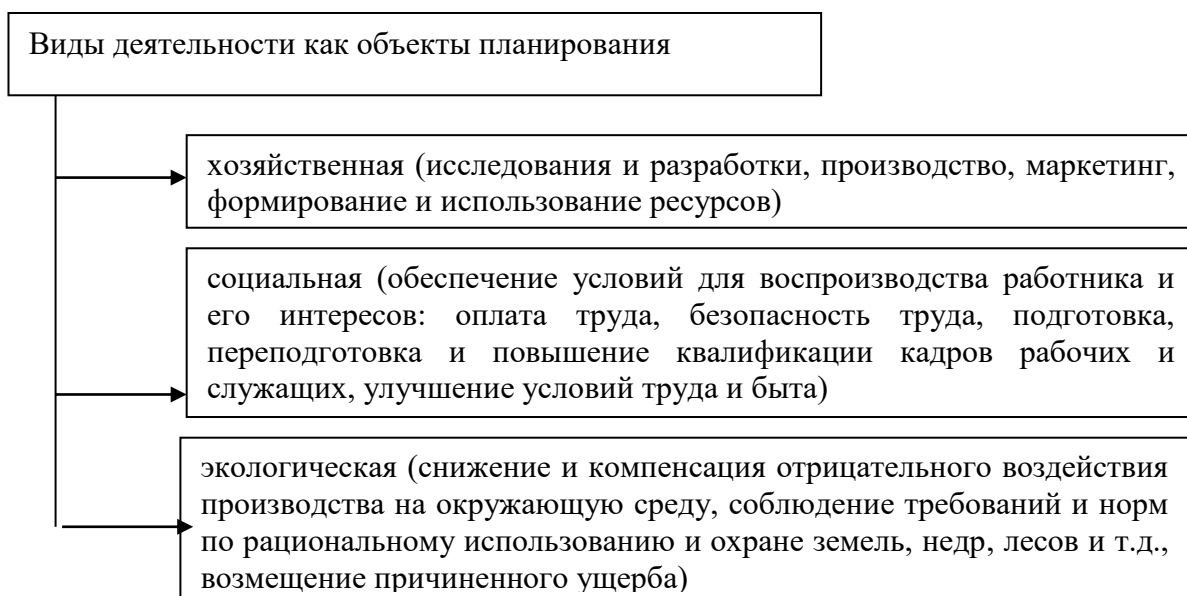 Виды деятельности как объекты планирования
хозяйственная (исследования и разработки, производство, маркетинг,
формирование и использование ресурсов)
социальная (обеспечение условий для воспроизводства работника и
его интересов: оплата труда, безопасность труда, подготовка,
переподготовка и повышение квалификации кадров рабочих и
служащих, улучшение условий труда и быта)
экологическая (снижение и компенсация отрицательного воздействия
производства на окружающую среду, соблюдение требований и норм
по рациональному использованию и охране земель, недр, лесов и т.д.,
возмещение причиненного ущерба)